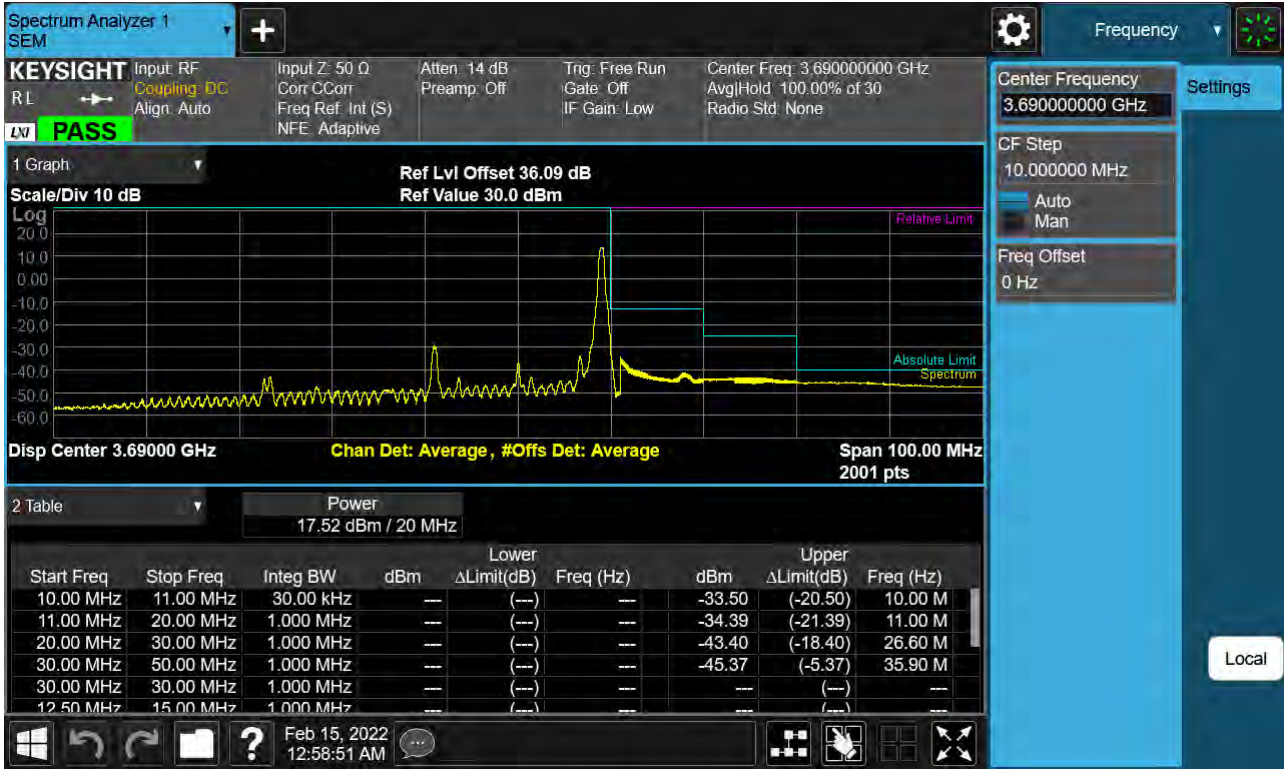 Spectrum Analyzer 1
SEM
+
Frequency
KEYSIGHT
Input: RF
Coupling: DC
Align: Auto
Input Z: 50 Ω
Corr CCorr
Freq Ref: Int (S)
NFE: Adaptive
Atten: 14 dB
Preamp: Off
Trig: Free Run
Gate: Off
IF Gain: Low
Center Freq: 3.690000000 GHz
Avg|Hold: 100.00% of 30
Radio Std: None
R L
LXI PASS
Center Frequency
3.690000000 GHz
Settings
CF Step
10.000000 MHz
Auto
Man
Freq Offset
0 Hz
1 Graph
Ref Lvl Offset 36.09 dB
Scale/Div 10 dB
Ref Value 30.0 dBm
Log
Relative Limit
20.0
10.0
0.00
-10.0
-20.0
-30.0
-40.0
-50.0
-60.0
Absolute Limit
Spectrum
Disp Center 3.69000 GHz
Chan Det: Average, #Offs Det: Average
Span 100.00 MHz
2001 pts
2 Table
Power
17.52 dBm / 20 MHz
Lower Upper
Start Freq Stop Freq Integ BW dBm ΔLimit(dB) Freq (Hz) dBm ΔLimit(dB) Freq (Hz)
10.00 MHz 11.00 MHz 30.00 kHz --- (---) --- -33.50 (-20.50) 10.00 M
11.00 MHz 20.00 MHz 1.000 MHz --- (---) --- -34.39 (-21.39) 11.00 M
20.00 MHz 30.00 MHz 1.000 MHz --- (---) --- -43.40 (-18.40) 26.60 M
30.00 MHz 50.00 MHz 1.000 MHz --- (---) --- -45.37 (-5.37) 35.90 M
30.00 MHz 30.00 MHz 1.000 MHz --- (---) --- --- (---) ---
12.50 MHz 15.00 MHz 1.000 MHz --- (---) --- --- (---) ---
Local
?
Feb 15, 2022
12:58:51 AM